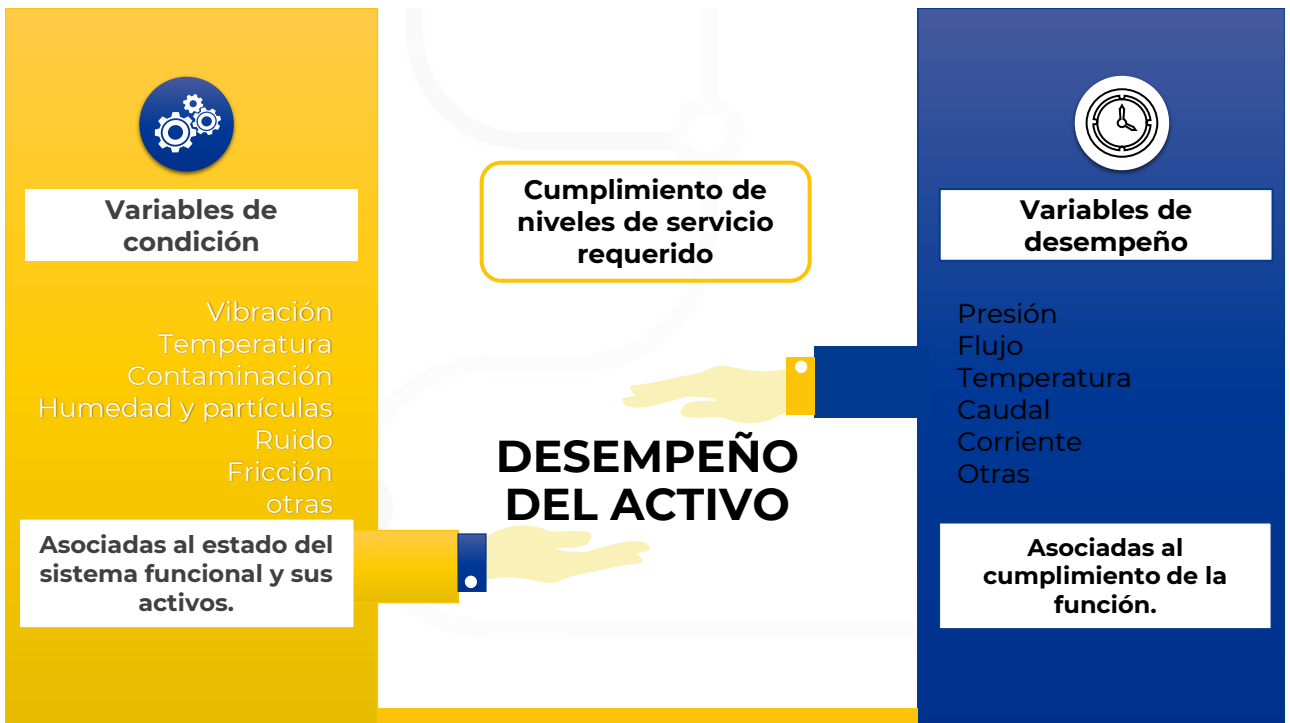 Variables de
condición
Vibración
Temperatura
Contaminación
Humedad y partículas
Ruido
Fricción
otras
Asociadas al estado del
sistema funcional y sus
activos.
Cumplimiento de
niveles de servicio
requerido
DESEMPEÑO
DEL ACTIVO
Variables de
desempeño
Presión
Flujo
Temperatura
Caudal
Corriente
Otras
Asociadas al
cumplimiento de la
función.